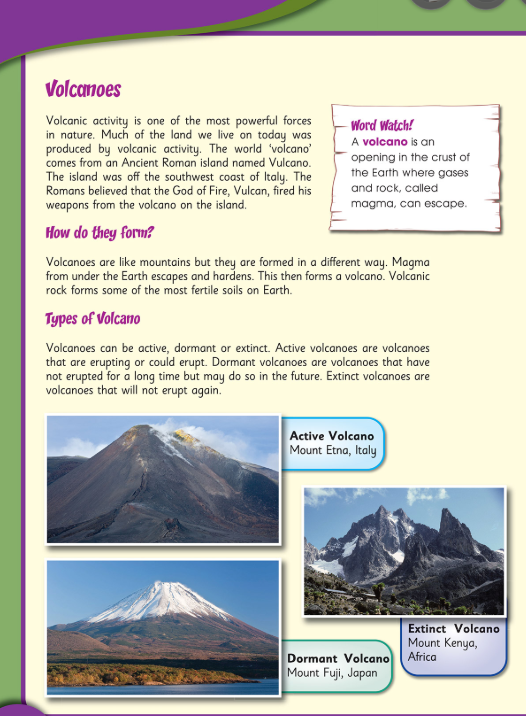 Volcanoes
Volcanic activity is one of the most powerful forces
in nature. Much of the land we live on today was
produced by volcanic activity. The world ‘volcano’
comes from an Ancient Roman island named Vulcano.
The island was off the southwest coast of Italy. The
Romans believed that the God of Fire, Vulcan, fired his
weapons from the volcano on the island.
Word Watch!
A volcano is an
opening in the crust of
the Earth where gases
and rock, called
magma, can escape.
How do they form?
Volcanoes are like mountains but they are formed in a different way. Magma
from under the Earth escapes and hardens. This then forms a volcano. Volcanic
rock forms some of the most fertile soils on Earth.
Types of Volcano
Volcanoes can be active, dormant or extinct. Active volcanoes are volcanoes
that are erupting or could erupt. Dormant volcanoes are volcanoes that have
not erupted for a long time but may do so in the future. Extinct volcanoes are
volcanoes that will not erupt again.
Active Volcano
Mount Etna, Italy
Extinct Volcano
Mount Kenya,
Africa
Dormant Volcano
Mount Fuji, Japan